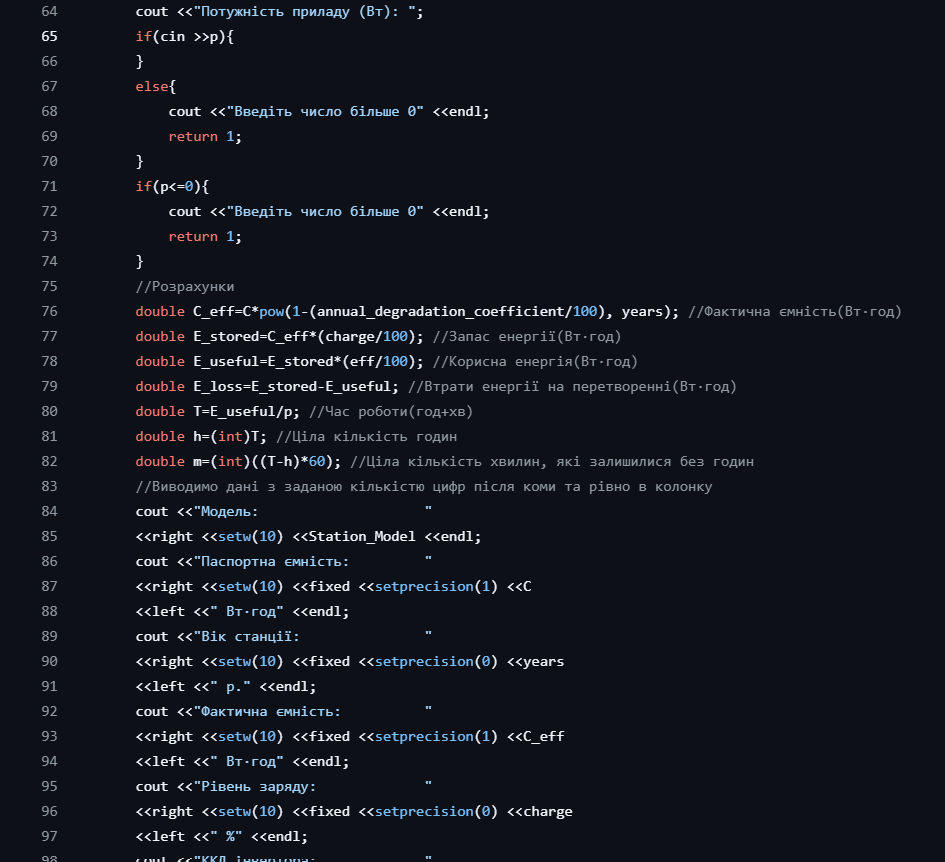 64 cout <<"Потужність приладу (Вт): ";
65 if(cin >>p){
66 }
67 else{
68 cout <<"Введіть число більше 0" <<endl;
69 return 1;
70 }
71 if(p<=0){
72 cout <<"Введіть число більше 0" <<endl;
73 return 1;
74 }
75 //Розрахунки
76 double C_eff=C*pow(1-(annual_degradation_coefficient/100), years); //Фактична ємність(Вт·год)
77 double E_stored=C_eff*(charge/100); //Запас енергії(Вт·год)
78 double E_useful=E_stored*(eff/100); //Корисна енергія(Вт·год)
79 double E_loss=E_stored-E_useful; //Втрати енергії на перетворенні(Вт·год)
80 double T=E_useful/p; //Час роботи(год+хв)
81 double h=(int)T; //Ціла кількість годин
82 double m=(int)((T-h)*60); //Ціла кількість хвилин, які залишилися без годин
83 //Виводимо дані з заданою кількістю цифр після коми та рівно в колонку
84 cout <<"Модель:                    "
85 <<right <<setw(10) <<Station_Model <<endl;
86 cout <<"Паспортна ємність:         "
87 <<right <<setw(10) <<fixed <<setprecision(1) <<C
88 <<left <<" Вт·год" <<endl;
89 cout <<"Вік станції:               "
90 <<right <<setw(10) <<fixed <<setprecision(0) <<years
91 <<left <<" р." <<endl;
92 cout <<"Фактична ємність:          "
93 <<right <<setw(10) <<fixed <<setprecision(1) <<C_eff
94 <<left <<" Вт·год" <<endl;
95 cout <<"Рівень заряду:             "
96 <<right <<setw(10) <<fixed <<setprecision(0) <<charge
97 <<left <<" %" <<endl;
98 cout <<"ККД інвертора:             "